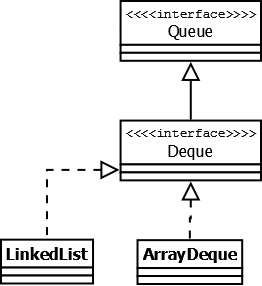 <<<<interface>>>>
Queue
<<<<interface>>>>
Deque
LinkedList
ArrayDeque